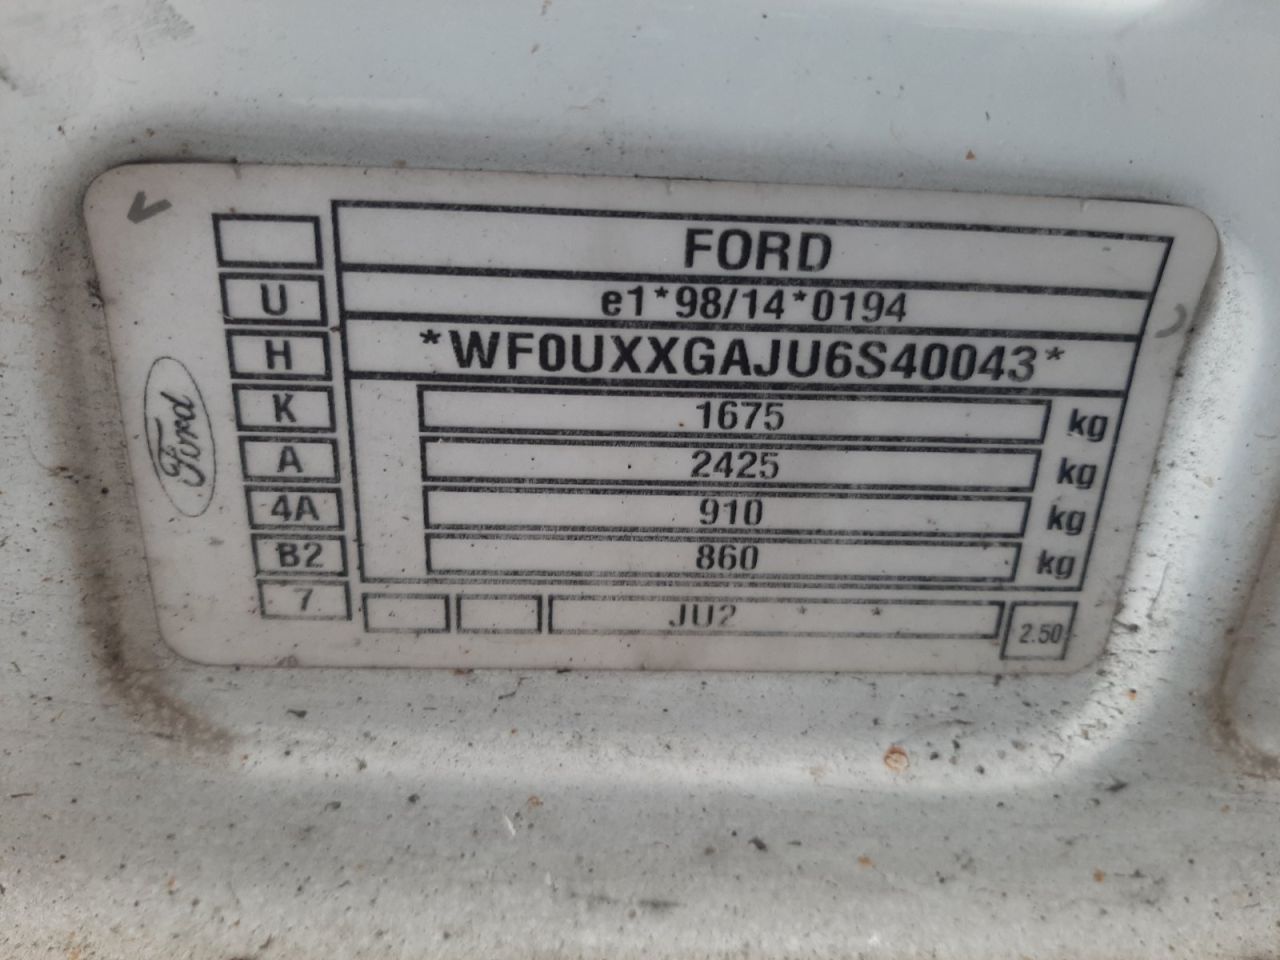 FORD
U e1*98/14*0194
H *WF0UXXGAJU6S40043*
K 1675 kg
A 2425 kg
4A 910 kg
B2 860 kg
7 JU2 * * 2.50
Ford